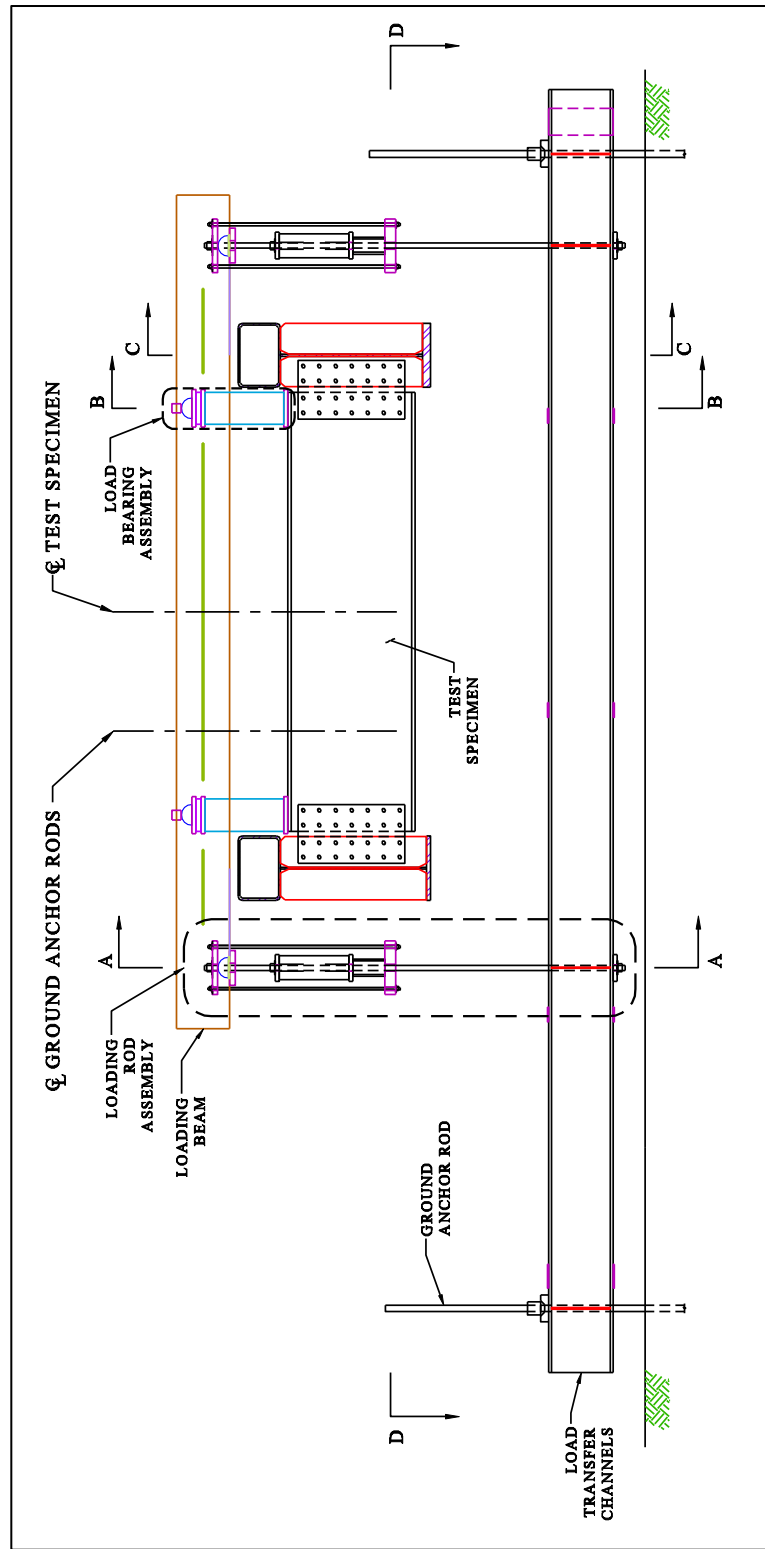 ℄ GROUND ANCHOR RODS
℄ TEST SPECIMEN
LOADING
ROD
ASSEMBLY
LOADING
BEAM
A
LOAD
BEARING
ASSEMBLY
B
C
GROUND
ANCHOR ROD
TEST
SPECIMEN
D
D
LOAD
TRANSFER
CHANNELS
A
B
C